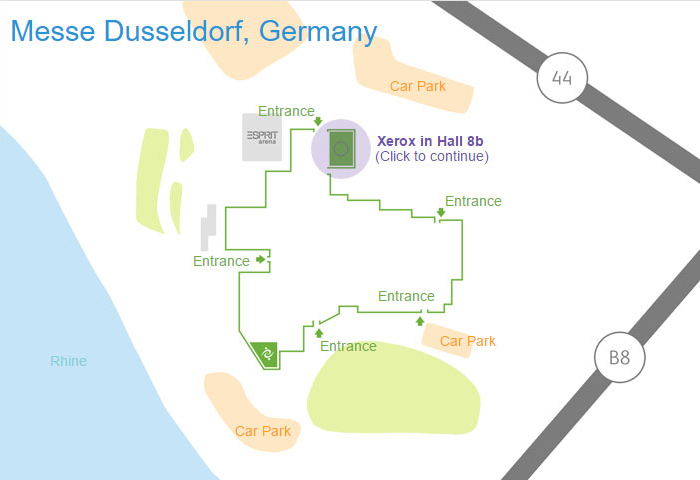 Messe Dusseldorf, Germany
44
Car Park
Entrance
ESPRIT
arena
Xerox in Hall 8b
(Click to continue)
Entrance
Entrance
Entrance
Entrance
Car Park
B8
Rhine
Car Park